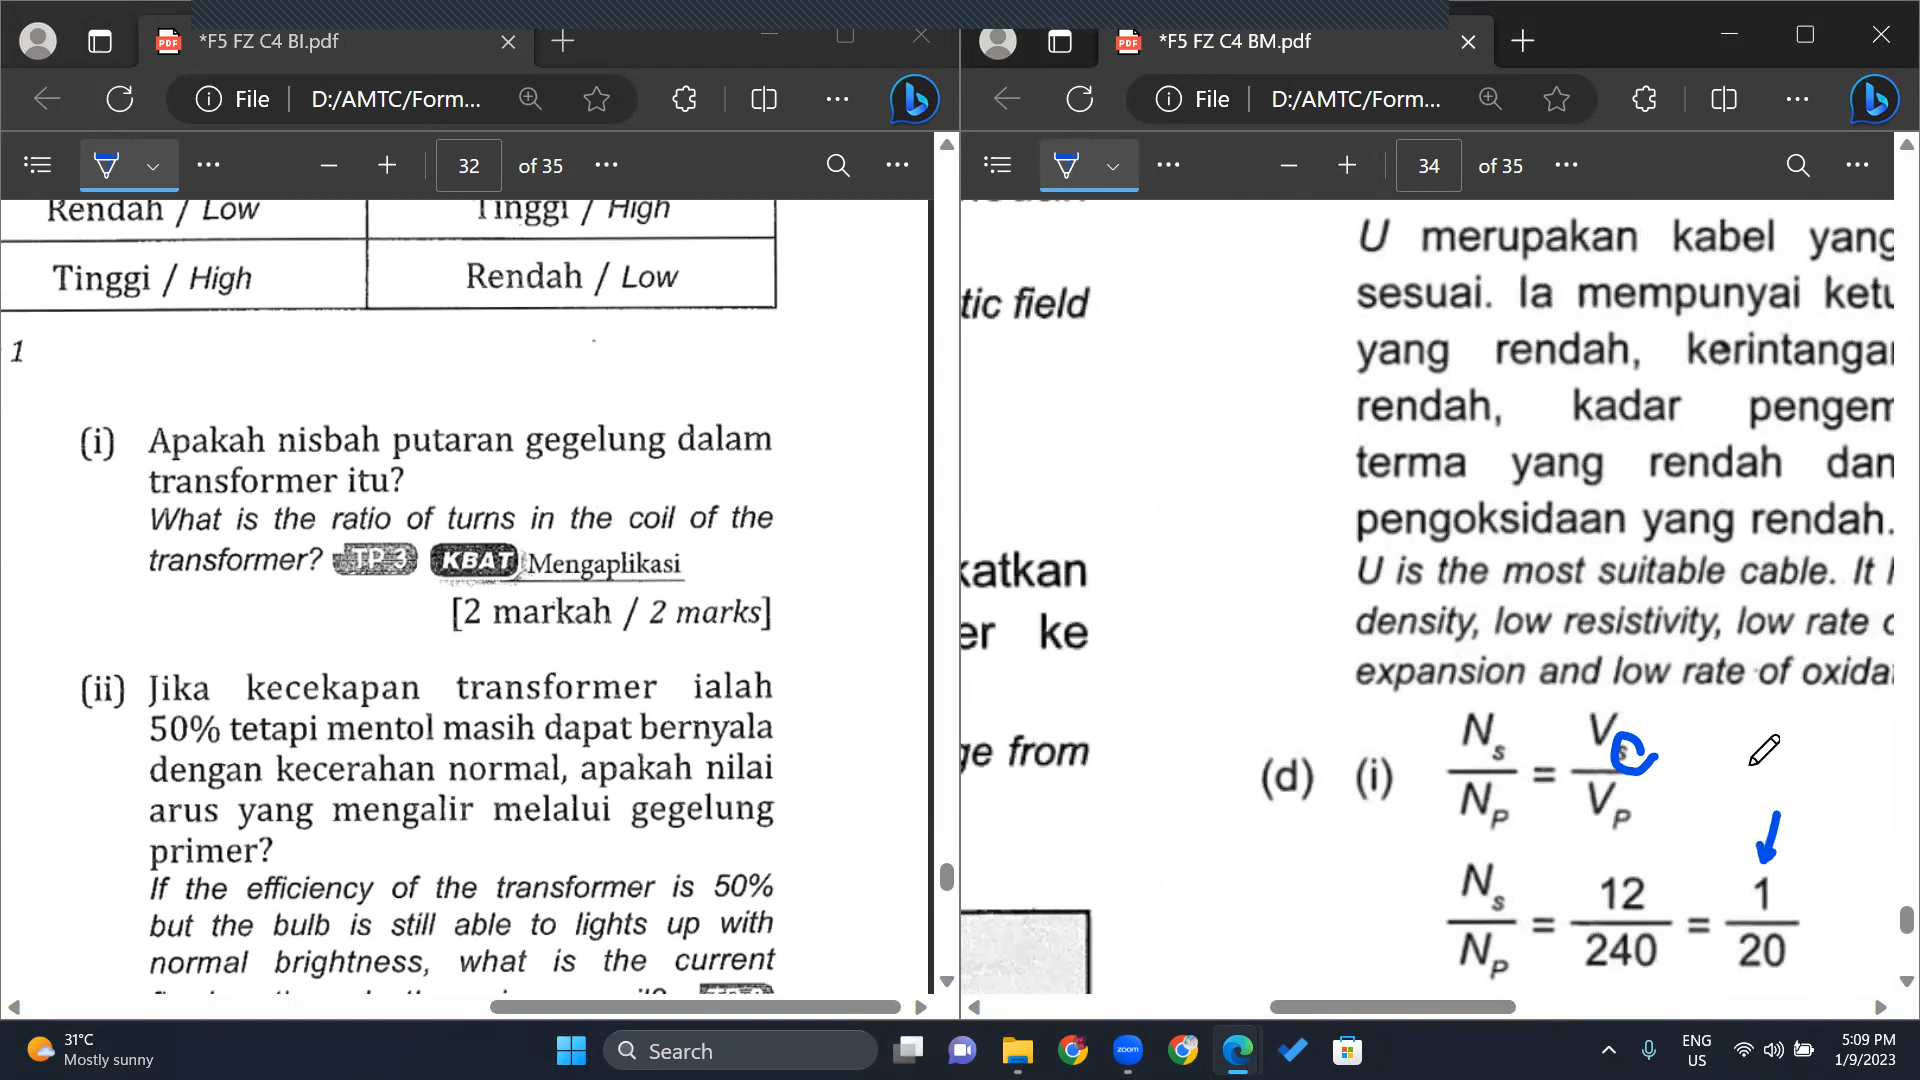 *F5 FZ C4 BI.pdf
File D:/AMTC/Form...
32 of 35
Rendah / Low Tinggi / High
Tinggi / High Rendah / Low
1
(i) Apakah nisbah putaran gegelung dalam
transformer itu?
What is the ratio of turns in the coil of the
transformer? TP 3 KBAT Mengaplikasi
[2 markah / 2 marks]
(ii) Jika kecekapan transformer ialah
50% tetapi mentol masih dapat bernyala
dengan kecerahan normal, apakah nilai
arus yang mengalir melalui gegelung
primer?
If the efficiency of the transformer is 50%
but the bulb is still able to lights up with
normal brightness, what is the current
*F5 FZ C4 BM.pdf
File D:/AMTC/Form...
34 of 35
tic field
katkan
er ke
ge from
U merupakan kabel yang
sesuai. Ia mempunyai ketu
yang rendah, kerintangan
rendah, kadar pengem
terma yang rendah dan
pengoksidaan yang rendah.
U is the most suitable cable. It
density, low resistivity, low rate
expansion and low rate of oxida
(d) (i) Ns/NP = Vs/VP
Ns/NP = 12/240 = 1/20
31°C
Mostly sunny
Search
zoom
ENG
US
5:09 PM
1/9/2023